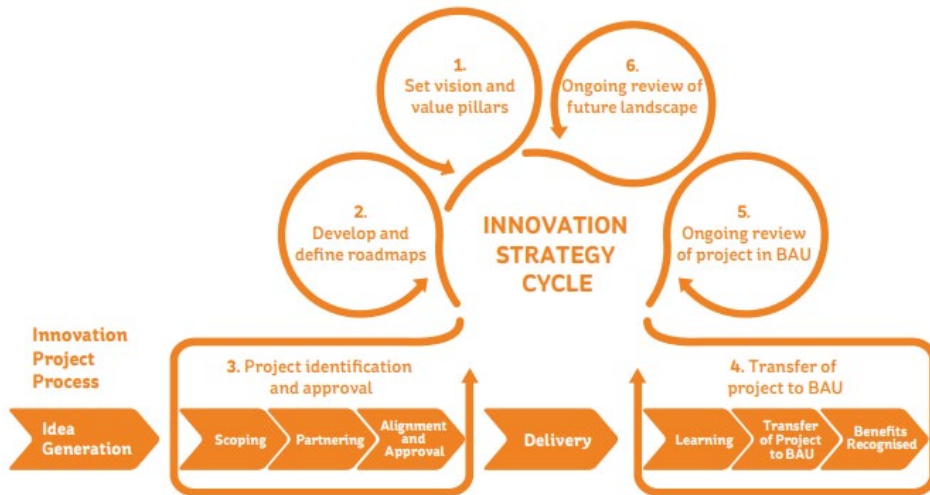 1.
Set vision and
value pillars
6.
Ongoing review of
future landscape
2.
Develop and
define roadmaps
INNOVATION
STRATEGY
CYCLE
5.
Ongoing review
of project in BAU
Innovation
Project
Process
3. Project identification
and approval
4. Transfer of
project to BAU
Idea
Generation
Scoping
Partnering
Alignment
and
Approval
Delivery
Learning
Transfer
of Project
to BAU
Benefits
Recognised